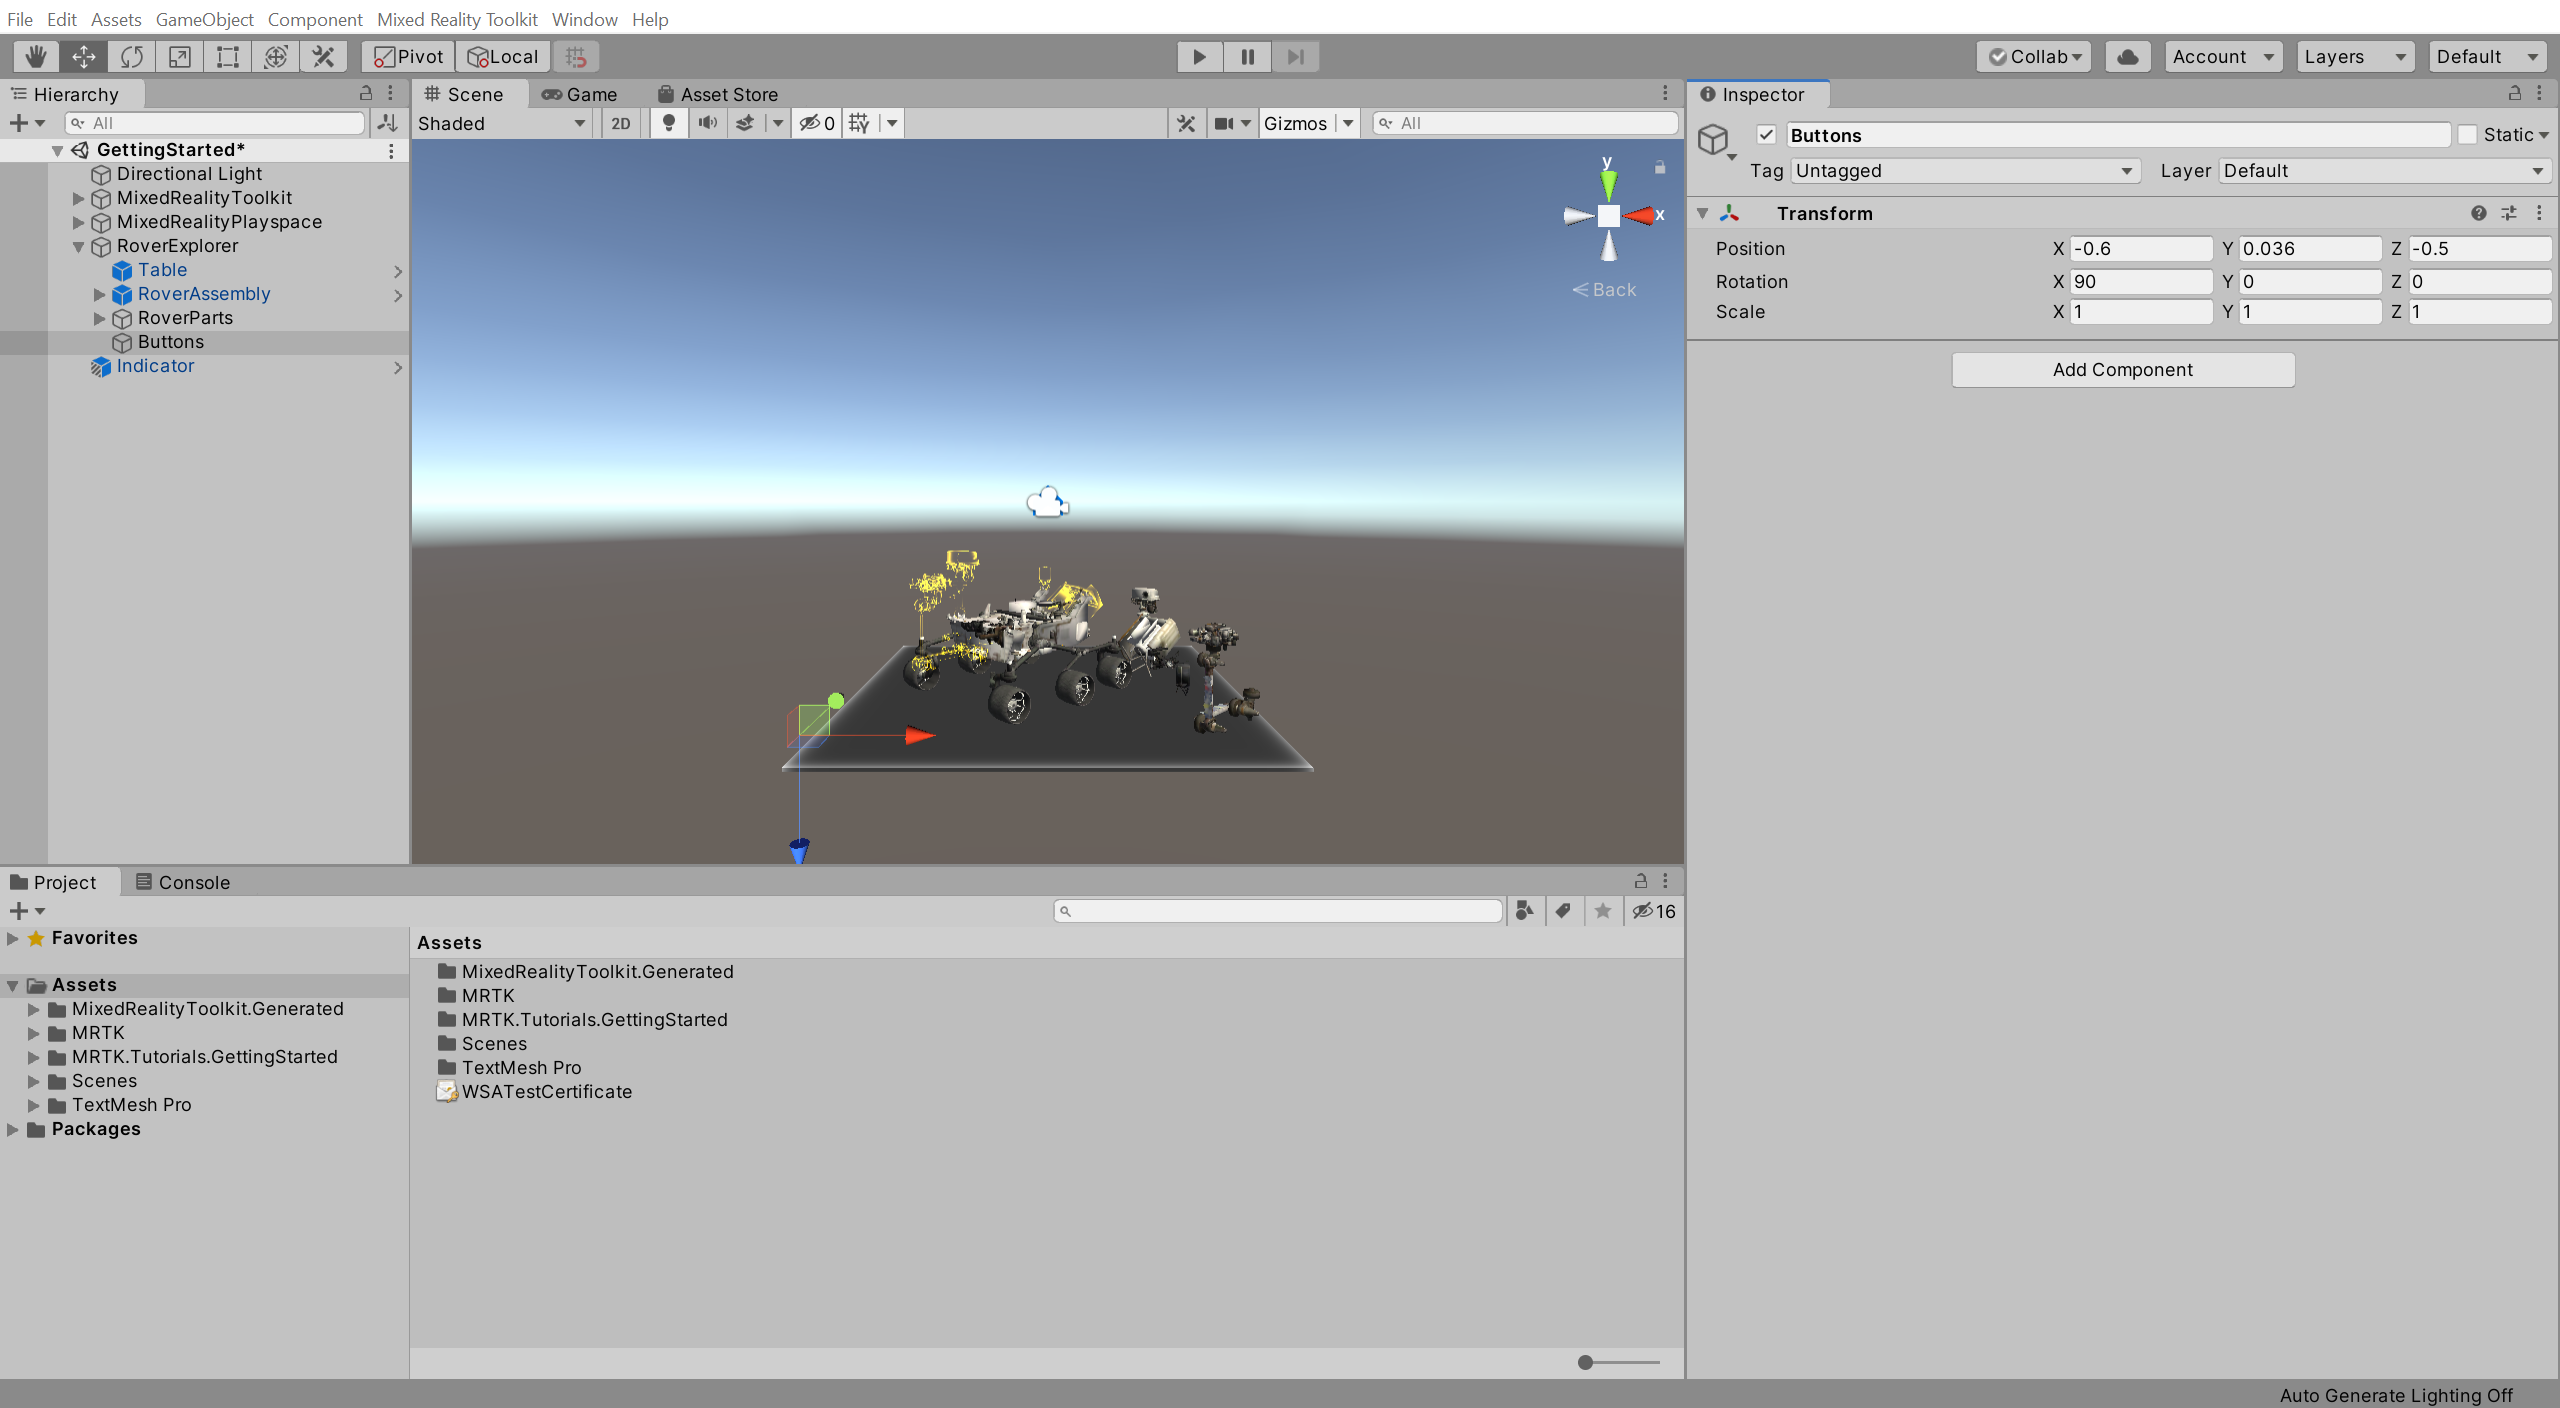 File Edit Assets GameObject Component Mixed Reality Toolkit Window Help
Pivot Local Collab Account Layers Default
Hierarchy
All
GettingStarted*
Directional Light
MixedRealityToolkit
MixedRealityPlayspace
RoverExplorer
Table
RoverAssembly
RoverParts
Buttons
Indicator
Scene Game Asset Store
Shaded 2D 0 Gizmos All
y
x
Back
Inspector
Buttons Static
Tag Untagged Layer Default
Transform
Position X -0.6 Y 0.036 Z -0.5
Rotation X 90 Y 0 Z 0
Scale X 1 Y 1 Z 1
Add Component
Project Console
16
Favorites
Assets
MixedRealityToolkit.Generated
MRTK
MRTK.Tutorials.GettingStarted
Scenes
TextMesh Pro
Packages
Assets
MixedRealityToolkit.Generated
MRTK
MRTK.Tutorials.GettingStarted
Scenes
TextMesh Pro
WSATestCertificate
Auto Generate Lighting Off